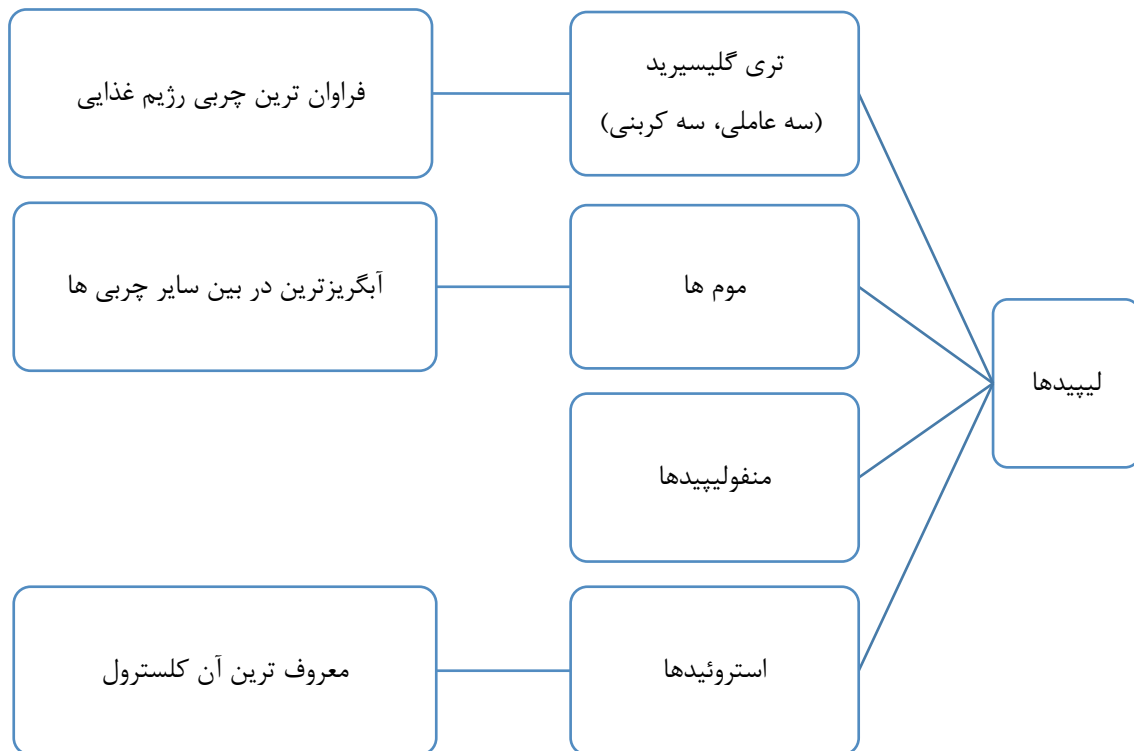 لیپیدها
تری گلیسیرید
(سه عاملی، سه کربنی)
فراوان ترین چربی رژیم غذایی
موم ها
آبگریزترین در بین سایر چربی ها
منفولیپیدها
استروئیدها
معروف ترین آن کلسترول